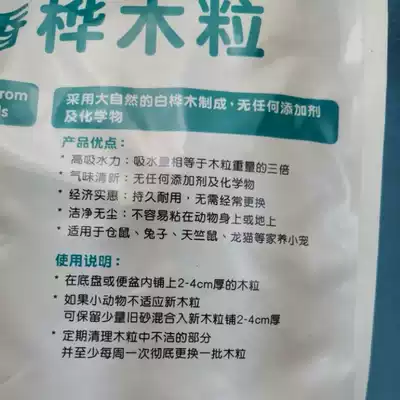 桦木粒
rom
ls
采用大自然的白桦木制成,无任何添加剂
及化学物
产品优点:
• 高吸水力:吸水量相等于木粒重量的三倍
• 气味清新:无任何添加剂及化学物
• 经济实惠:持久耐用,无需经常更换
• 洁净无尘:不容易粘在动物身上或地上
• 适用于仓鼠、兔子、天竺鼠、龙猫等家养小宠
使用说明:
• 在底盘或便盆内铺上2-4cm厚的木粒
• 如果小动物不适应新木粒
可保留少量旧砂混合入新木粒铺2-4cm厚
• 定期清理木粒中不洁的部分
并至少每周一次彻底更换一批木粒